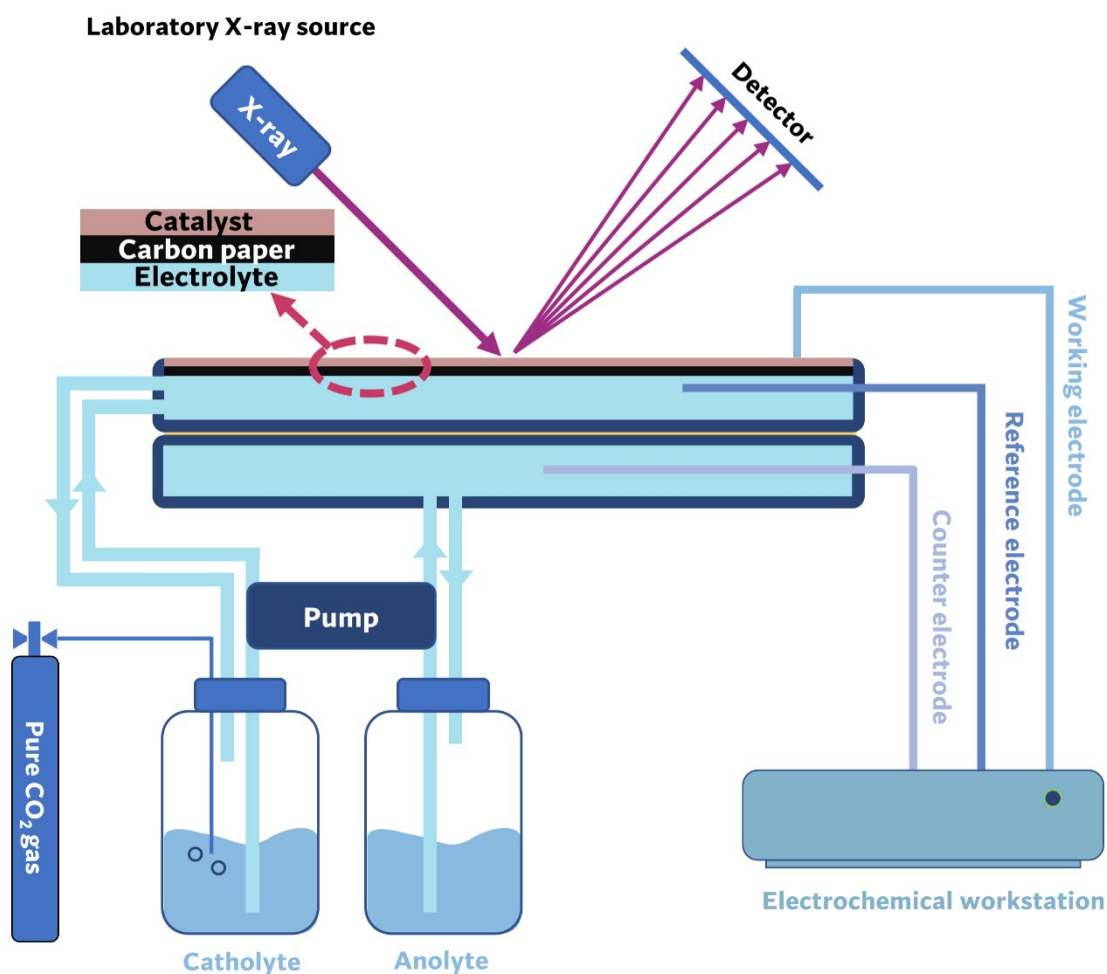 Laboratory X-ray source
X-ray
Detector
Catalyst
Carbon paper
Electrolyte
Working electrode
Reference electrode
Counter electrode
Pump
Pure CO₂ gas
Electrochemical workstation
Catholyte
Anolyte